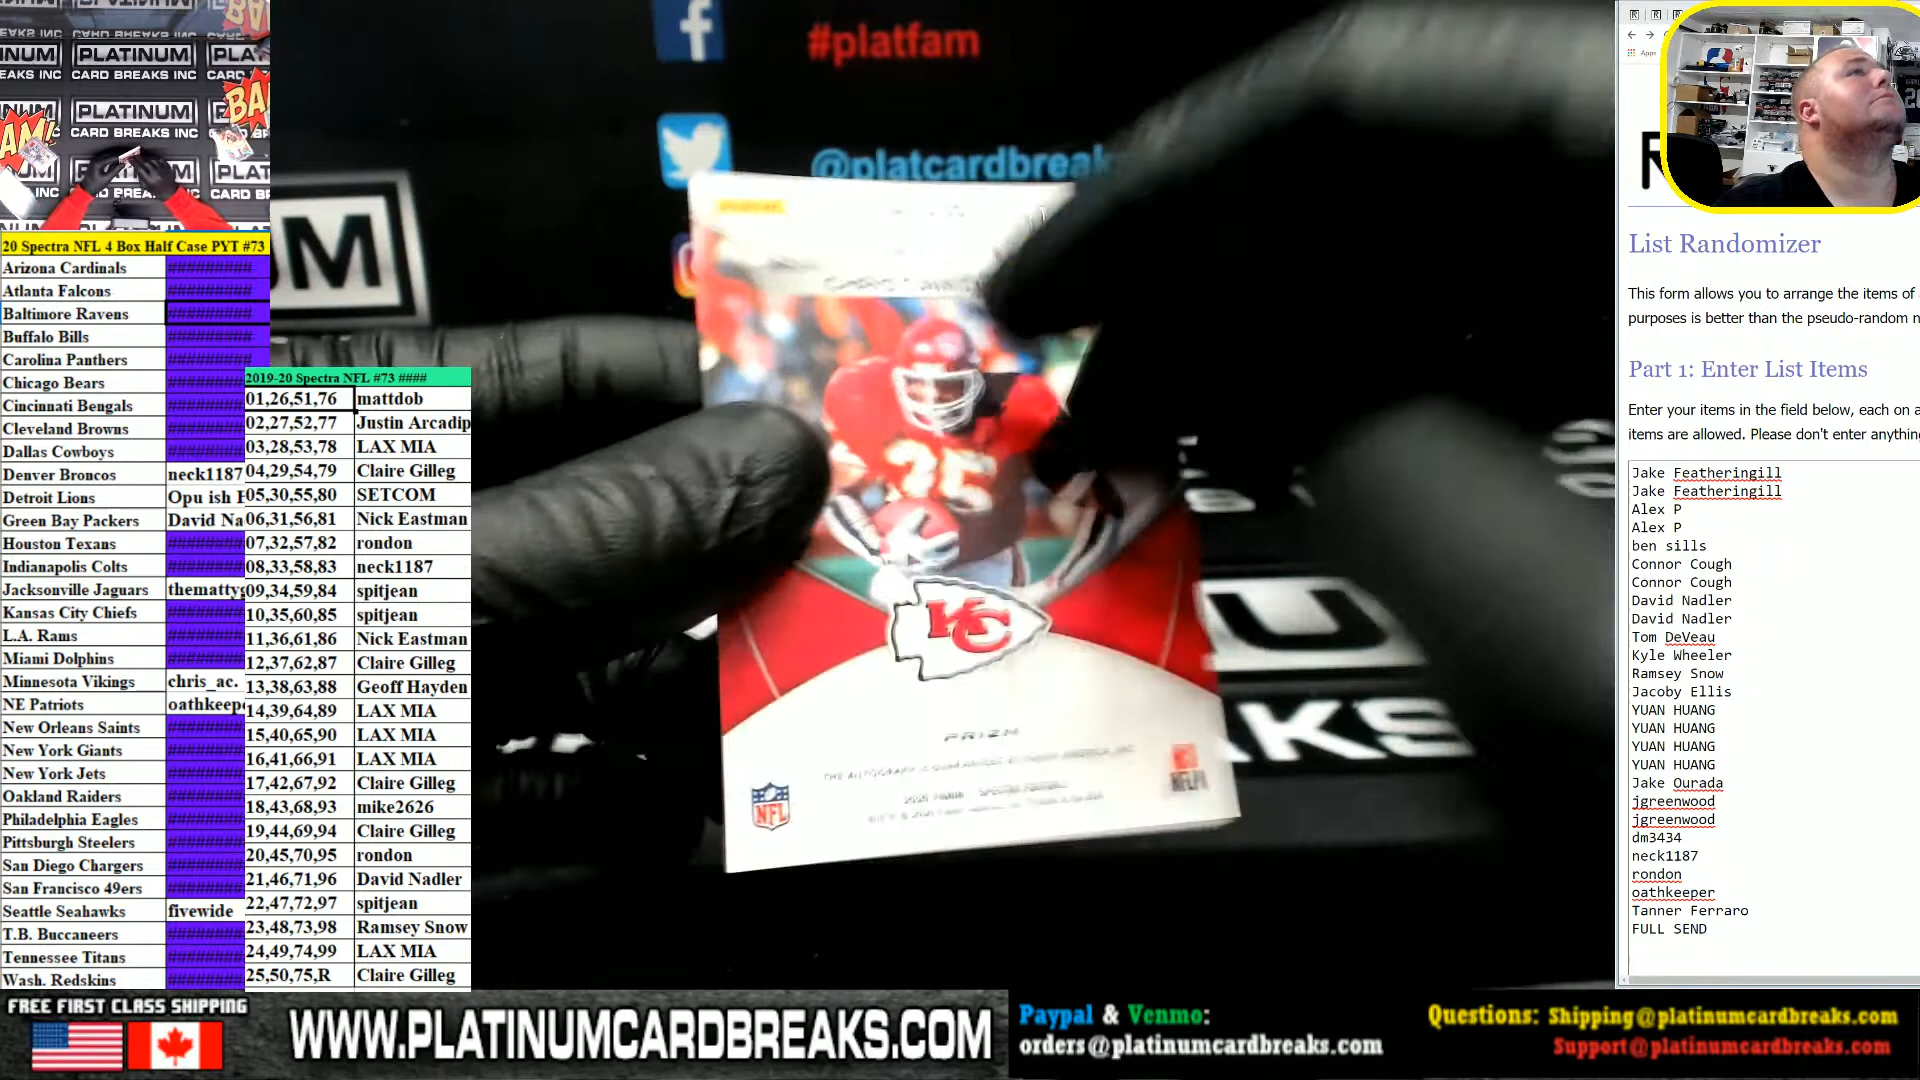 PLATINUM
CARD BREAKS INC
BAM!
#platfam
@platcardbreak
UM
U
AKS
35
KC
PRIZM
NFL
NFLPA
20 Spectra NFL 4 Box Half Case PYT #73
Arizona Cardinals #########
Atlanta Falcons #########
Baltimore Ravens #########
Buffalo Bills #########
Carolina Panthers #########
Chicago Bears #########
Cincinnati Bengals #########
Cleveland Browns #########
Dallas Cowboys #########
Denver Broncos neck1187
Detroit Lions Opu ish
Green Bay Packers David Na
Houston Texans #########
Indianapolis Colts #########
Jacksonville Jaguars themattyg
Kansas City Chiefs #########
L.A. Rams #########
Miami Dolphins #########
Minnesota Vikings chris_ac.
NE Patriots oathkeepe
New Orleans Saints #########
New York Giants #########
New York Jets #########
Oakland Raiders #########
Philadelphia Eagles #########
Pittsburgh Steelers #########
San Diego Chargers #########
San Francisco 49ers #########
Seattle Seahawks fivewide
T.B. Buccaneers #########
Tennessee Titans #########
Wash. Redskins #########
2019-20 Spectra NFL #73 ####
01,26,51,76 mattdob
02,27,52,77 Justin Arcadip
03,28,53,78 LAX MIA
04,29,54,79 Claire Gilleg
05,30,55,80 SETCOM
06,31,56,81 Nick Eastman
07,32,57,82 rondon
08,33,58,83 neck1187
09,34,59,84 spitjean
10,35,60,85 spitjean
11,36,61,86 Nick Eastman
12,37,62,87 Claire Gilleg
13,38,63,88 Geoff Hayden
14,39,64,89 LAX MIA
15,40,65,90 LAX MIA
16,41,66,91 LAX MIA
17,42,67,92 Claire Gilleg
18,43,68,93 mike2626
19,44,69,94 Claire Gilleg
20,45,70,95 rondon
21,46,71,96 David Nadler
22,47,72,97 spitjean
23,48,73,98 Ramsey Snow
24,49,74,99 LAX MIA
25,50,75,R Claire Gilleg
Apps
List Randomizer
This form allows you to arrange the items of
purposes is better than the pseudo-random n
Part 1: Enter List Items
Enter your items in the field below, each on a
items are allowed. Please don't enter anything
Jake Featheringill
Jake Featheringill
Alex P
Alex P
ben sills
Connor Cough
Connor Cough
David Nadler
David Nadler
Tom DeVeau
Kyle Wheeler
Ramsey Snow
Jacoby Ellis
YUAN HUANG
YUAN HUANG
YUAN HUANG
YUAN HUANG
Jake Ourada
jgreenwood
jgreenwood
dm3434
neck1187
rondon
oathkeeper
Tanner Ferraro
FULL SEND
FREE FIRST CLASS SHIPPING
WWW.PLATINUMCARDBREAKS.COM
Paypal & Venmo:
orders@platinumcardbreaks.com
Questions: Shipping@platinumcardbreaks.com
Support@platinumcardbreaks.com